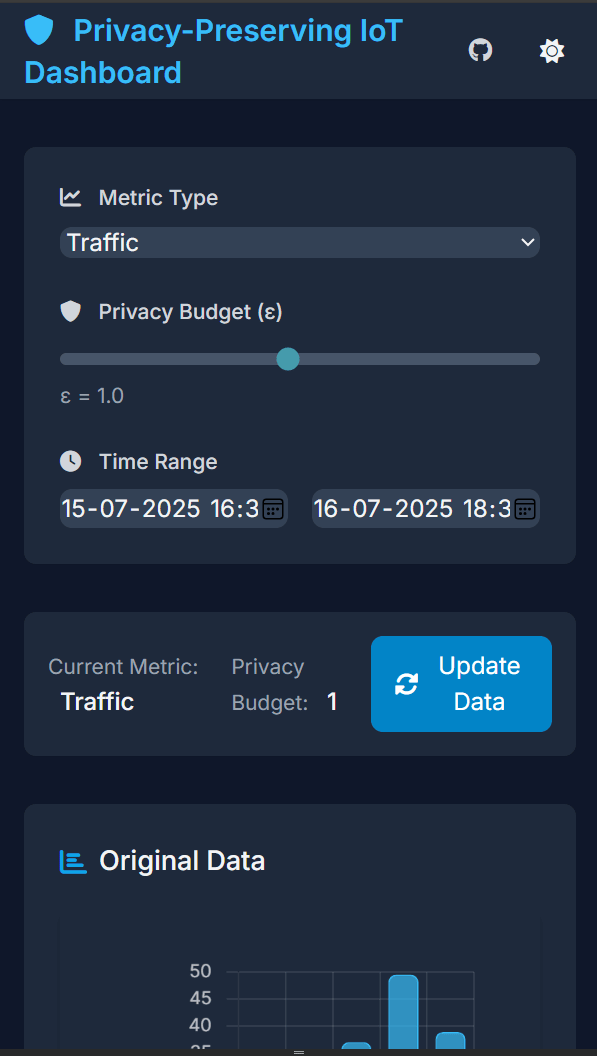 Privacy-Preserving IoT
Dashboard
Metric Type
Traffic
Privacy Budget (ε)
ε = 1.0
Time Range
15-07-2025 16:3
16-07-2025 18:3
Current Metric:
Traffic
Privacy
Budget: 1
Update
Data
Original Data
50
45
40
35